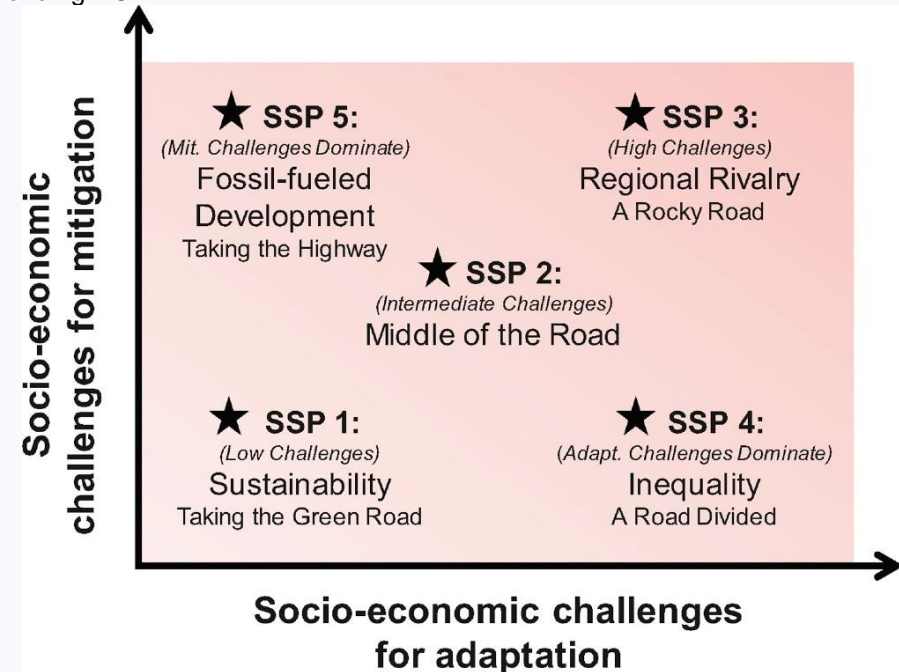 Socio-economic
challenges for mitigation
SSP 5:
(Mit. Challenges Dominate)
Fossil-fueled
Development
Taking the Highway
SSP 3:
(High Challenges)
Regional Rivalry
A Rocky Road
SSP 2:
(Intermediate Challenges)
Middle of the Road
SSP 1:
(Low Challenges)
Sustainability
Taking the Green Road
SSP 4:
(Adapt. Challenges Dominate)
Inequality
A Road Divided
Socio-economic challenges
for adaptation